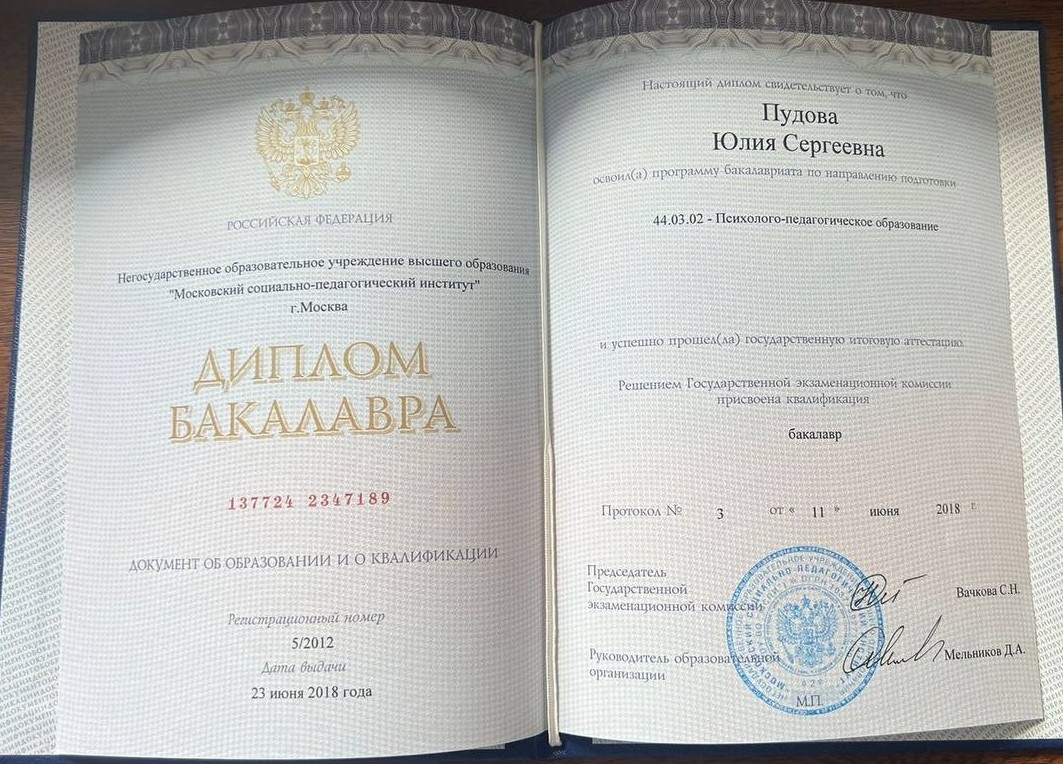 РОССИЙСКАЯ ФЕДЕРАЦИЯ
Негосударственное образовательное учреждение высшего образования
"Московский социально-педагогический институт"
г.Москва
ДИПЛОМ
БАКАЛАВРА
137724 2347189
ДОКУМЕНТ ОБ ОБРАЗОВАНИИ И О КВАЛИФИКАЦИИ
Регистрационный номер
5/2012
Дата выдачи
23 июня 2018 года
Настоящий диплом свидетельствует о том, что
Пудова
Юлия Сергеевна
освоил(а) программу бакалавриата по направлению подготовки
44.03.02 - Психолого-педагогическое образование
и успешно прошел(ла) государственную итоговую аттестацию
Решением Государственной экзаменационной комиссии
присвоена квалификация
бакалавр
Протокол № 3 от « 11 » июня 2018 г.
Председатель
Государственной
экзаменационной комиссии
Вачкова С.Н.
Руководитель образовательной
организации
Мельников Д.А.
М.П.